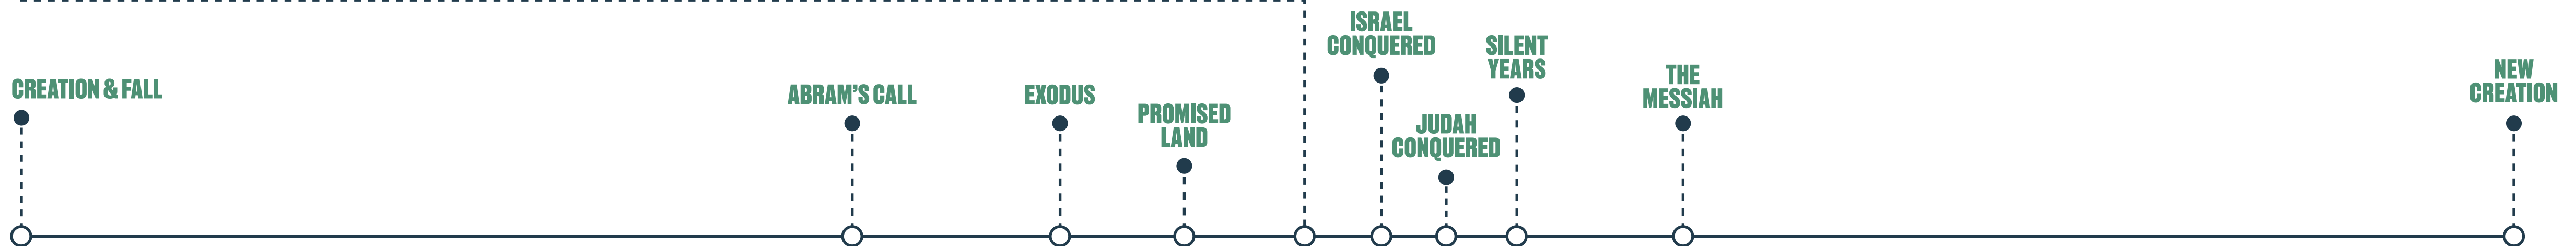 CREATION & FALL
ABRAM'S CALL
EXODUS
PROMISED
LAND
ISRAEL
CONQUERED
JUDAH
CONQUERED
SILENT
YEARS
THE
MESSIAH
NEW
CREATION